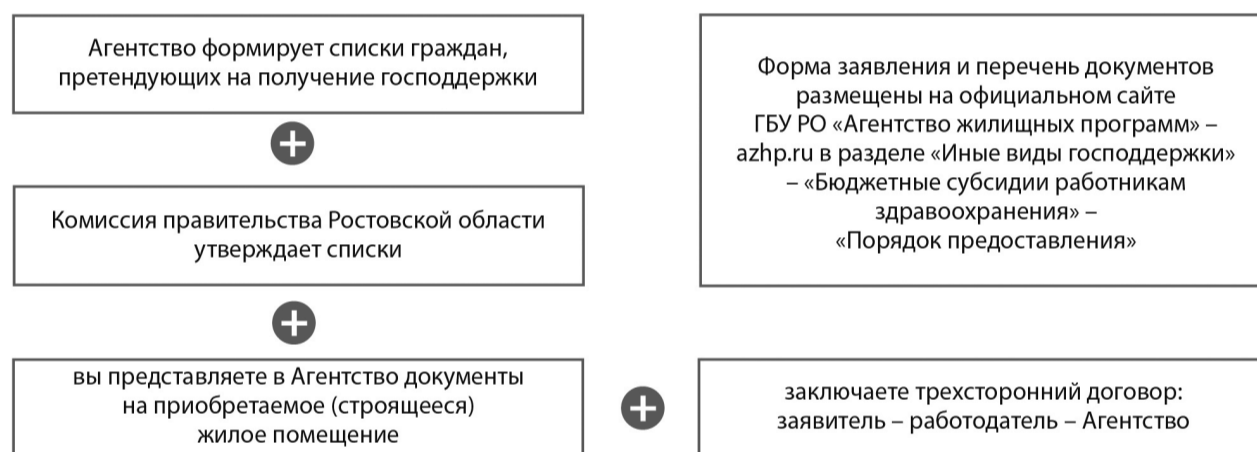 Агентство формирует списки граждан,
претендующих на получение господдержки
Комиссия правительства Ростовской области
утверждает списки
вы представляете в Агентство документы
на приобретаемое (строящееся)
жилое помещение
заключаете трехсторонний договор:
заявитель – работодатель – Агентство
Форма заявления и перечень документов
размещены на официальном сайте
ГБУ РО «Агентство жилищных программ» –
azhp.ru в разделе «Иные виды господдержки»
– «Бюджетные субсидии работникам
здравоохранения» –
«Порядок предоставления»